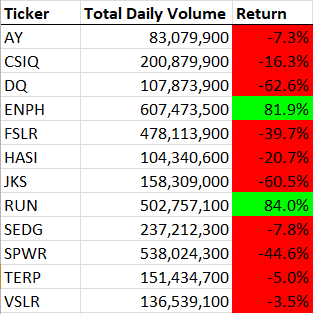 Ticker Total Daily Volume Return
AY 83,079,900 -7.3%
CSIQ 200,879,900 -16.3%
DQ 107,873,900 -62.6%
ENPH 607,473,500 81.9%
FSLR 478,113,900 -39.7%
HASI 104,340,600 -20.7%
JKS 158,309,000 -60.5%
RUN 502,757,100 84.0%
SEDG 237,212,300 -7.8%
SPWR 538,024,300 -44.6%
TERP 151,434,700 -5.0%
VSLR 136,539,100 -3.5%